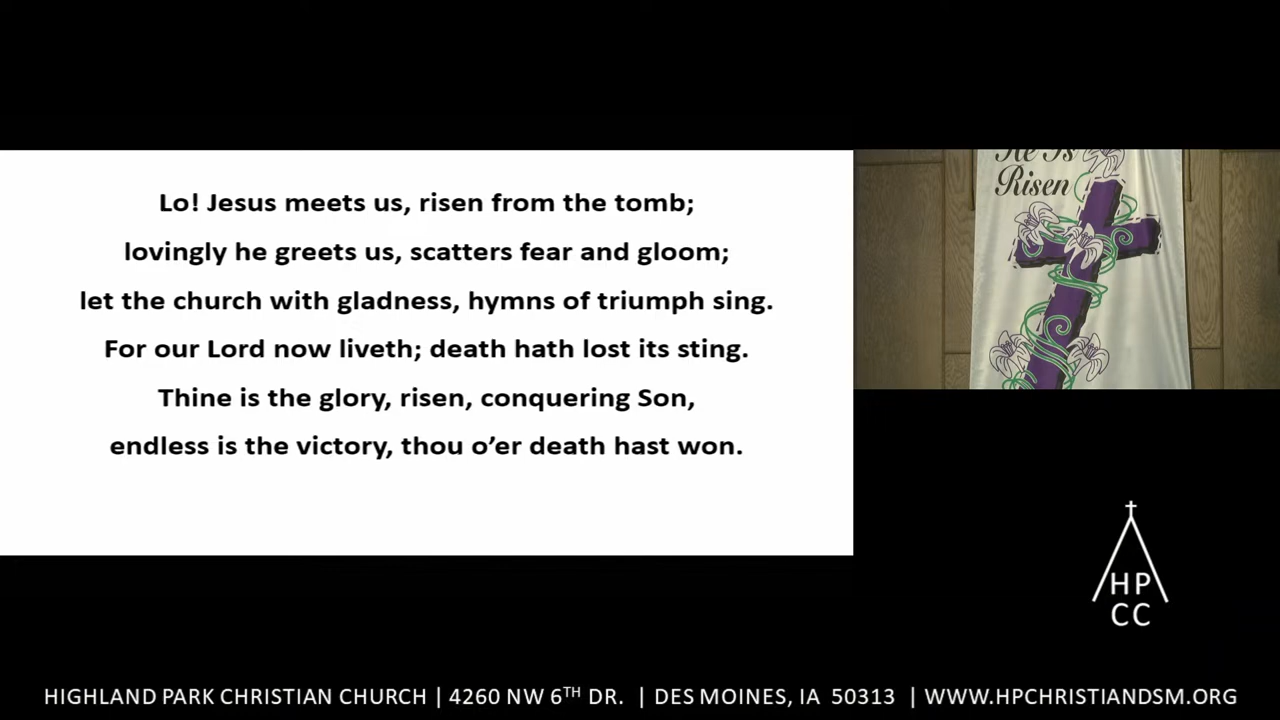 Lo! Jesus meets us, risen from the tomb;
lovingly he greets us, scatters fear and gloom;
let the church with gladness, hymns of triumph sing.
For our Lord now liveth; death hath lost its sting.
Thine is the glory, risen, conquering Son,
endless is the victory, thou o’er death hast won.
He Is
Risen
HP
CC
HIGHLAND PARK CHRISTIAN CHURCH | 4260 NW 6TH DR. | DES MOINES, IA 50313 | WWW.HPCHRISTIANDSM.ORG